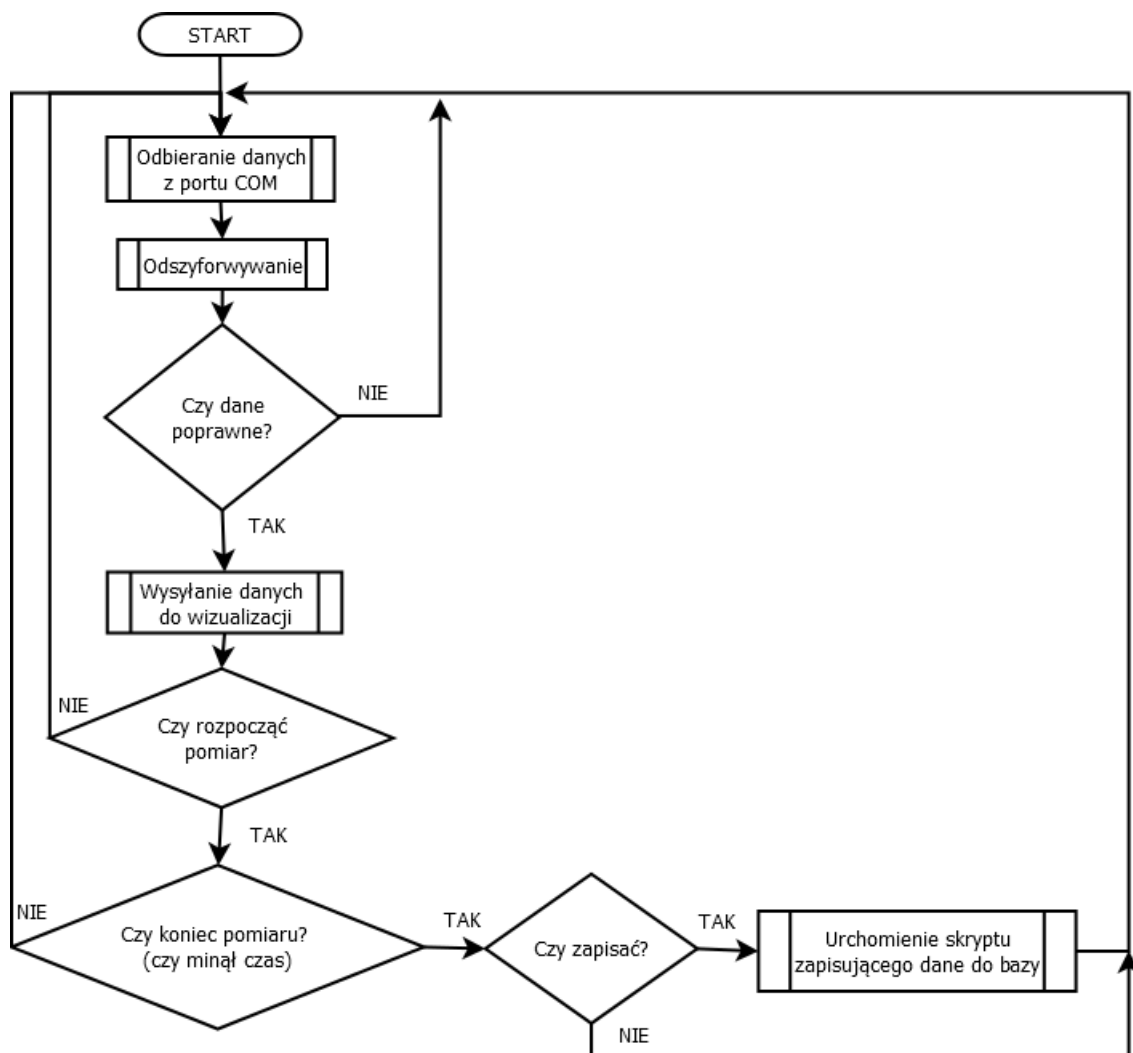 START
Odbieranie danych
z portu COM
Odszyforwywanie
NIE
Czy dane
poprawne?
TAK
Wysyłanie danych
do wizualizacji
NIE
Czy rozpocząć
pomiar?
TAK
NIE
Czy koniec pomiaru?
(czy minął czas)
TAK
Czy zapisać?
TAK
Urchomienie skryptu
zapisującego dane do bazy
NIE